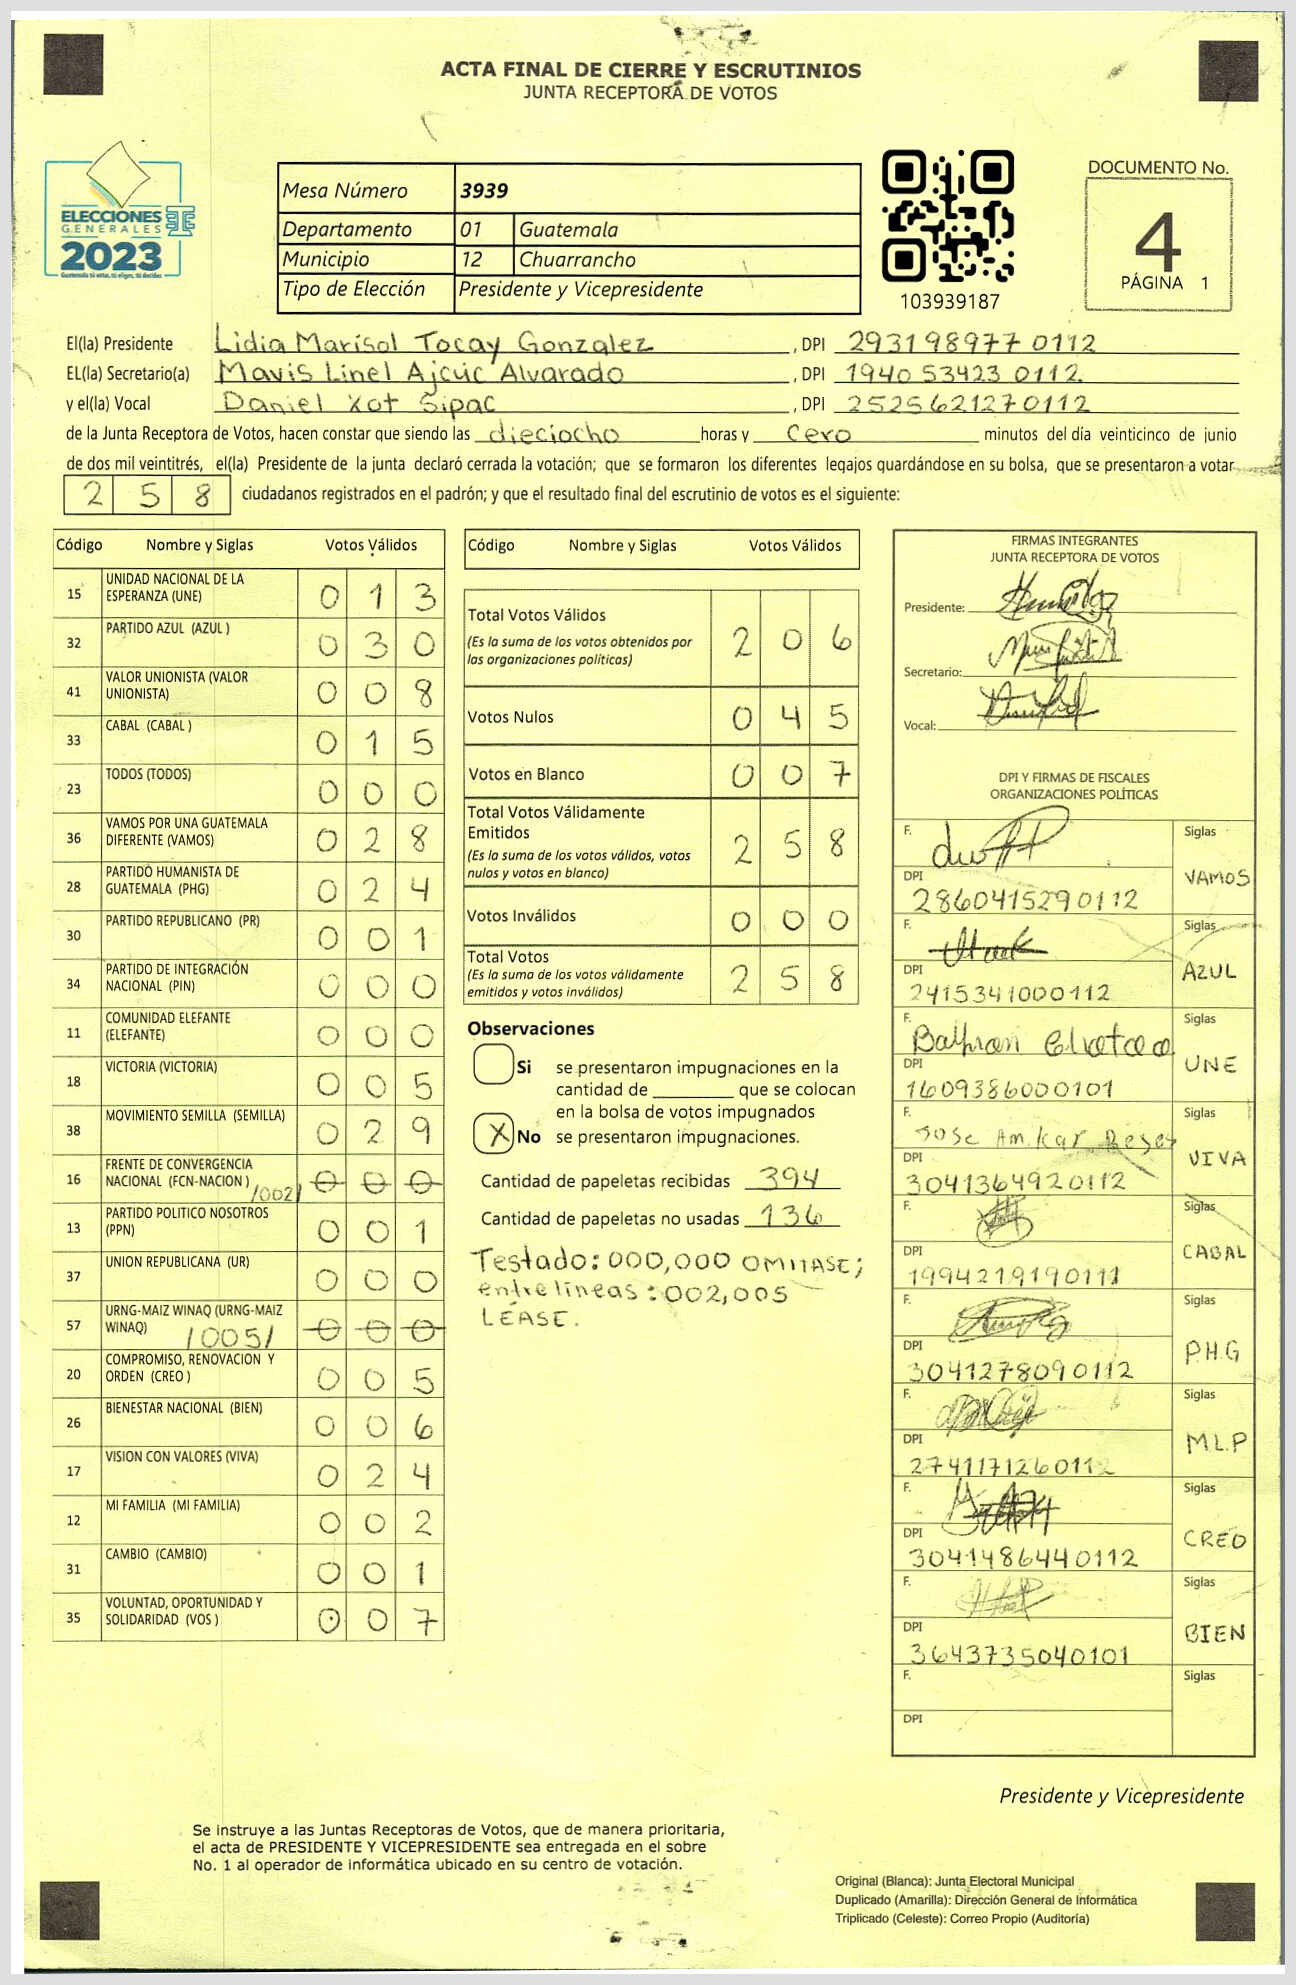 ACTA FINAL DE CIERRE Y ESCRUTINIOS
JUNTA RECEPTORA DE VOTOS
ELECCIONES
GENERALES
2023
Guatemala tú votas, tú eliges, tú decides
Mesa Número 3939
Departamento 01 Guatemala
Municipio 12 Chuarrancho
Tipo de Elección Presidente y Vicepresidente
103939187
DOCUMENTO No.
4
PÁGINA 1
El(la) Presidente Lidia Marisol Tocay Gonzalez, DPI 293198977 0112
EL(la) Secretario(a) Mavis Linel Ajcúc Alvarado, DPI 1940 53423 0112
y el(la) Vocal Daniel Xot Sipac, DPI 2525621270112
de la Junta Receptora de Votos, hacen constar que siendo las dieciocho horas y cero minutos del día veinticinco de junio
de dos mil veintitrés, el(la) Presidente de la junta declaró cerrada la votación; que se formaron los diferentes legajos quardándose en su bolsa, que se presentaron a votar
2 5 8 ciudadanos registrados en el padrón; y que el resultado final del escrutinio de votos es el siguiente:
Código Nombre y Siglas Votos Válidos
15 UNIDAD NACIONAL DE LA ESPERANZA (UNE) 0 1 3
32 PARTIDO AZUL (AZUL ) 0 3 0
41 VALOR UNIONISTA (VALOR UNIONISTA) 0 0 8
33 CABAL (CABAL ) 0 1 5
23 TODOS (TODOS) 0 0 0
36 VAMOS POR UNA GUATEMALA DIFERENTE (VAMOS) 0 2 8
28 PARTIDO HUMANISTA DE GUATEMALA (PHG) 0 2 4
30 PARTIDO REPUBLICANO (PR) 0 0 1
34 PARTIDO DE INTEGRACIÓN NACIONAL (PIN) 0 0 0
11 COMUNIDAD ELEFANTE (ELEFANTE) 0 0 0
18 VICTORIA (VICTORIA) 0 0 5
38 MOVIMIENTO SEMILLA (SEMILLA) 0 2 9
16 FRENTE DE CONVERGENCIA NACIONAL (FCN-NACION ) /002/ 0 0 0
13 PARTIDO POLITICO NOSOTROS (PPN) 0 0 1
37 UNION REPUBLICANA (UR) 0 0 0
57 URNG-MAIZ WINAQ (URNG-MAIZ WINAQ) /005/ 0 0 0
20 COMPROMISO, RENOVACION Y ORDEN (CREO ) 0 0 5
26 BIENESTAR NACIONAL (BIEN) 0 0 6
17 VISION CON VALORES (VIVA) 0 2 4
12 MI FAMILIA (MI FAMILIA) 0 0 2
31 CAMBIO (CAMBIO) 0 0 1
35 VOLUNTAD, OPORTUNIDAD Y SOLIDARIDAD (VOS ) 0 0 7
Código Nombre y Siglas Votos Válidos
Total Votos Válidos 2 0 6
(Es la suma de los votos obtenidos por
las organizaciones políticas)
Votos Nulos 0 4 5
Votos en Blanco 0 0 7
Total Votos Válidamente
Emitidos 2 5 8
(Es la suma de los votos válidos, votos
nulos y votos en blanco)
Votos Inválidos 0 0 0
Total Votos 2 5 8
(Es la suma de los votos válidamente
emitidos y votos inválidos)
Observaciones
Si se presentaron impugnaciones en la
cantidad de ________ que se colocan
en la bolsa de votos impugnados
X No se presentaron impugnaciones.
Cantidad de papeletas recibidas 394
Cantidad de papeletas no usadas 136
Testado: 000,000 OMITASE;
entre líneas: 002,005
LÉASE.
FIRMAS INTEGRANTES
JUNTA RECEPTORA DE VOTOS
Presidente:
Secretario:
Vocal:
DPI Y FIRMAS DE FISCALES
ORGANIZACIONES POLÍTICAS
F. Siglas
DPI 2860415290112 VAMOS
F. Siglas
DPI 2415341000112 AZUL
F. Siglas
DPI 1609386000101 UNE
F. Jose Amilkar Reyes Siglas
DPI 3041364920112 VIVA
F. Siglas
DPI 1994219190111 CABAL
F. Siglas
DPI 3041278090112 P.H.G
F. Siglas
DPI 2741171260112 M.L.P
F. Siglas
DPI 3041486440112 CREO
F. Siglas
DPI 3643735040101 BIEN
F. Siglas
DPI
Presidente y Vicepresidente
Se instruye a las Juntas Receptoras de Votos, que de manera prioritaria,
el acta de PRESIDENTE Y VICEPRESIDENTE sea entregada en el sobre
No. 1 al operador de informática ubicado en su centro de votación.
Original (Blanca): Junta Electoral Municipal
Duplicado (Amarilla): Dirección General de Informática
Triplicado (Celeste): Correo Propio (Auditoría)